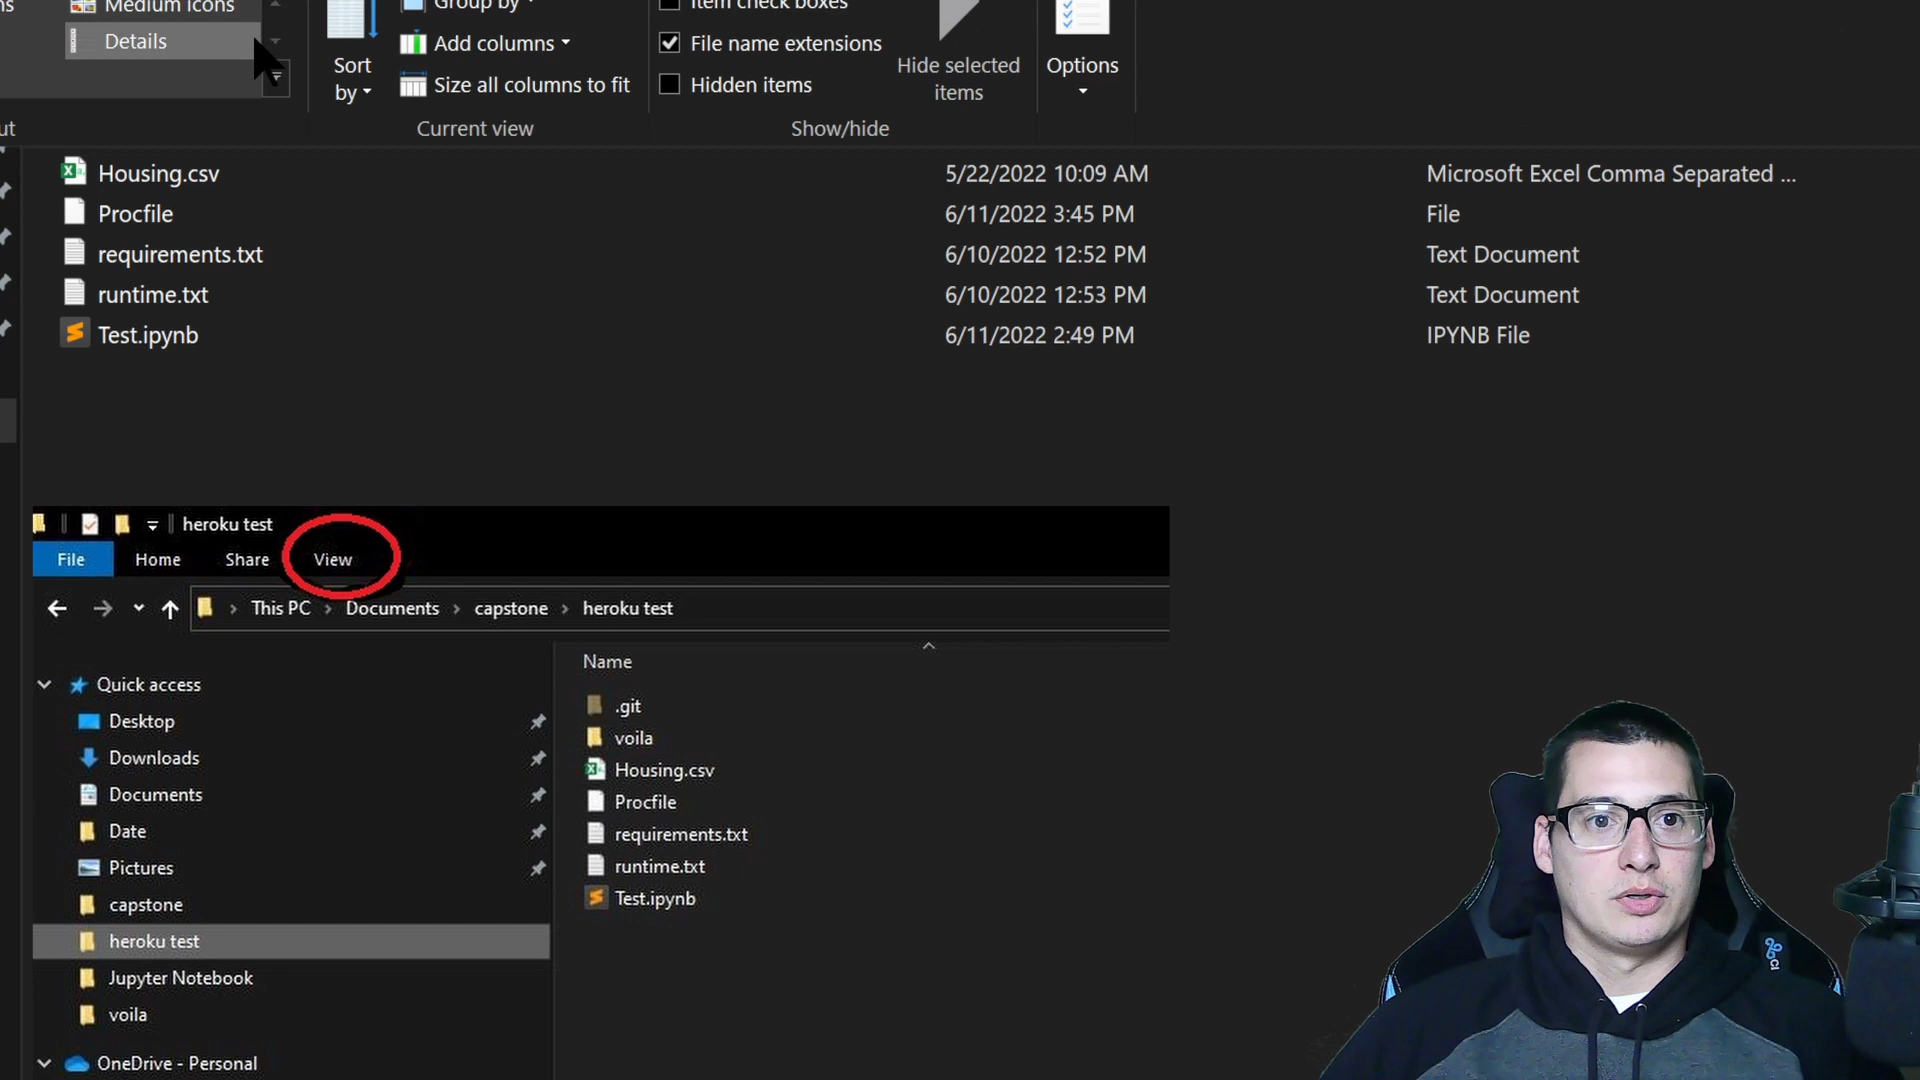 ns
Medium icons
Details
Sort
by
Group by
Add columns
Size all columns to fit
Current view
Item check boxes
File name extensions
Hidden items
Hide selected
items
Show/hide
Options
ut
Housing.csv 5/22/2022 10:09 AM Microsoft Excel Comma Separated ...
Procfile 6/11/2022 3:45 PM File
requirements.txt 6/10/2022 12:52 PM Text Document
runtime.txt 6/10/2022 12:53 PM Text Document
Test.ipynb 6/11/2022 2:49 PM IPYNB File
heroku test
File Home Share View
This PC > Documents > capstone > heroku test
Quick access
Desktop
Downloads
Documents
Date
Pictures
capstone
heroku test
Jupyter Notebook
voila
OneDrive - Personal
Name
.git
voila
Housing.csv
Procfile
requirements.txt
runtime.txt
Test.ipynb